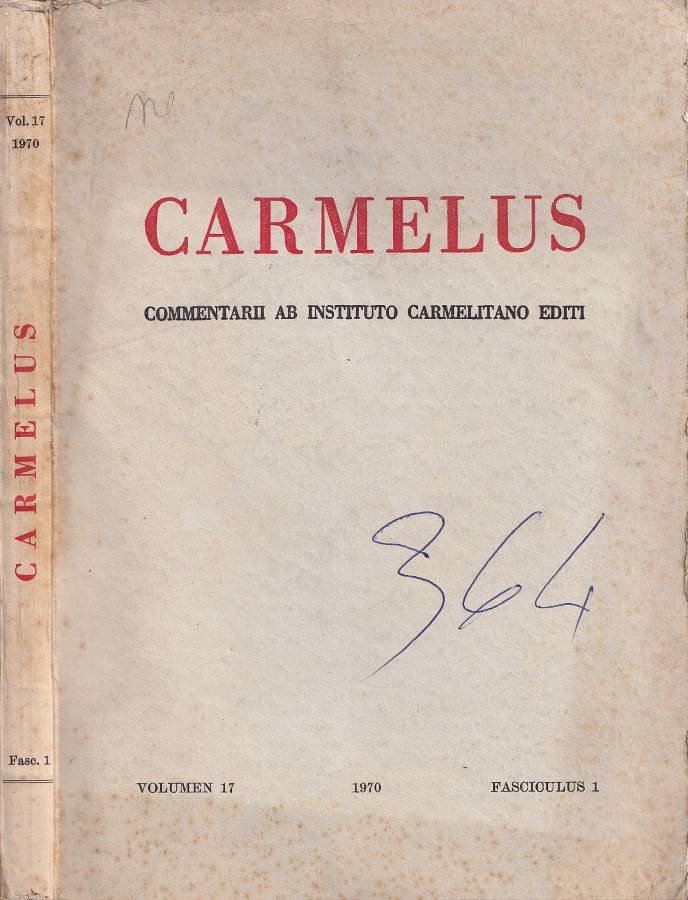 Vol. 17
1970
CARMELUS
Fasc. 1
CARMELUS
COMMENTARII AB INSTITUTO CARMELITANO EDITI
364
VOLUMEN 17 1970 FASCICULUS 1